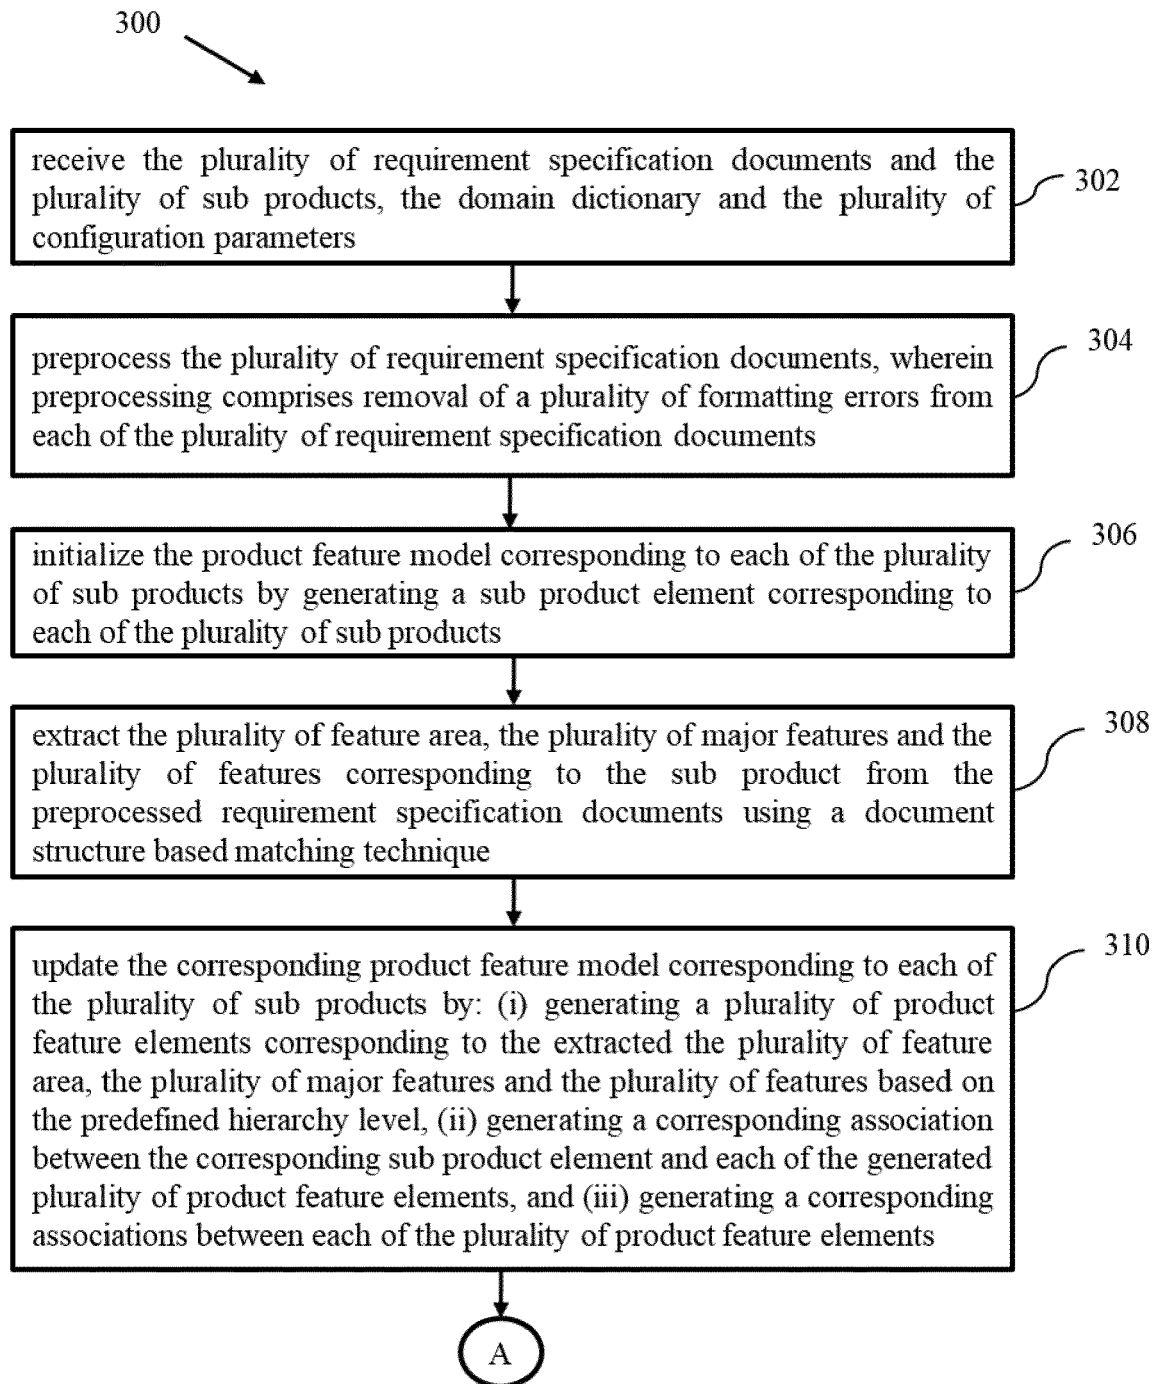 300
receive the plurality of requirement specification documents and the
plurality of sub products, the domain dictionary and the plurality of
configuration parameters
302
preprocess the plurality of requirement specification documents, wherein
preprocessing comprises removal of a plurality of formatting errors from
each of the plurality of requirement specification documents
304
initialize the product feature model corresponding to each of the plurality
of sub products by generating a sub product element corresponding to
each of the plurality of sub products
306
extract the plurality of feature area, the plurality of major features and the
plurality of features corresponding to the sub product from the
preprocessed requirement specification documents using a document
structure based matching technique
308
update the corresponding product feature model corresponding to each of
the plurality of sub products by: (i) generating a plurality of product
feature elements corresponding to the extracted the plurality of feature
area, the plurality of major features and the plurality of features based on
the predefined hierarchy level, (ii) generating a corresponding association
between the corresponding sub product element and each of the generated
plurality of product feature elements, and (iii) generating a corresponding
associations between each of the plurality of product feature elements
310
A